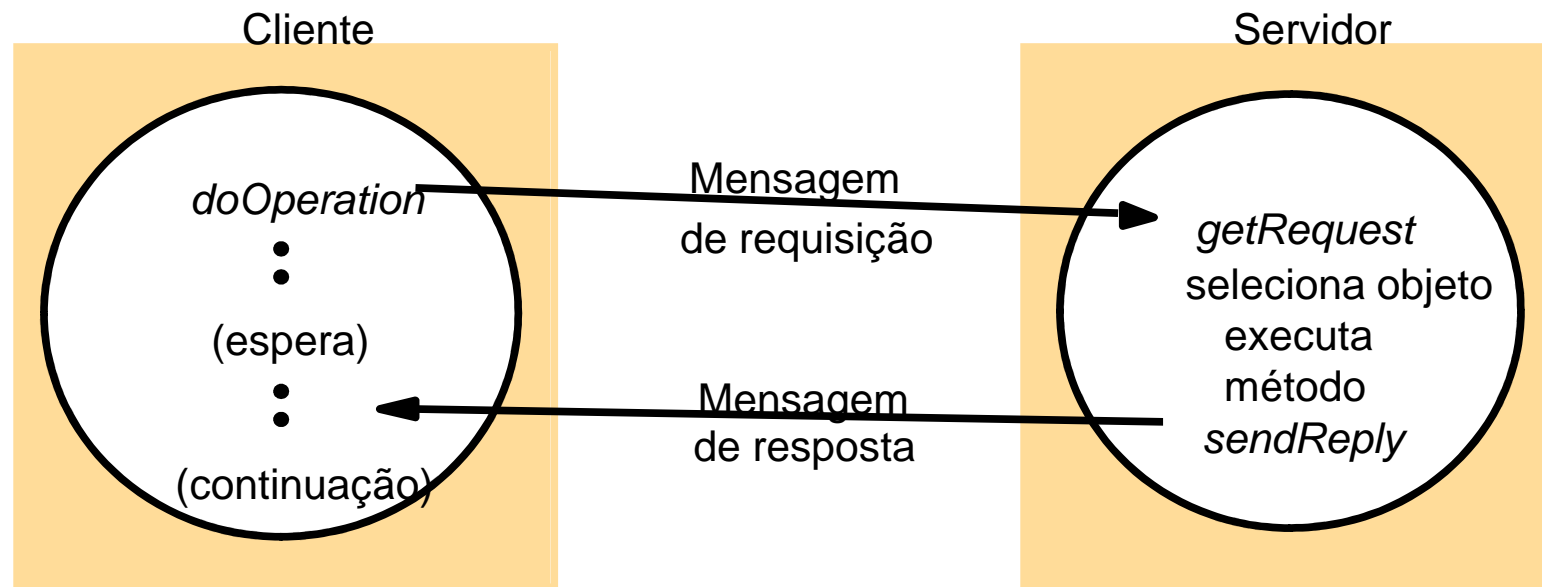 Cliente
doOperation
(espera)
(continuação)
Mensagem
de requisição
Mensagem
de resposta
Servidor
getRequest
seleciona objeto
executa
método
sendReply